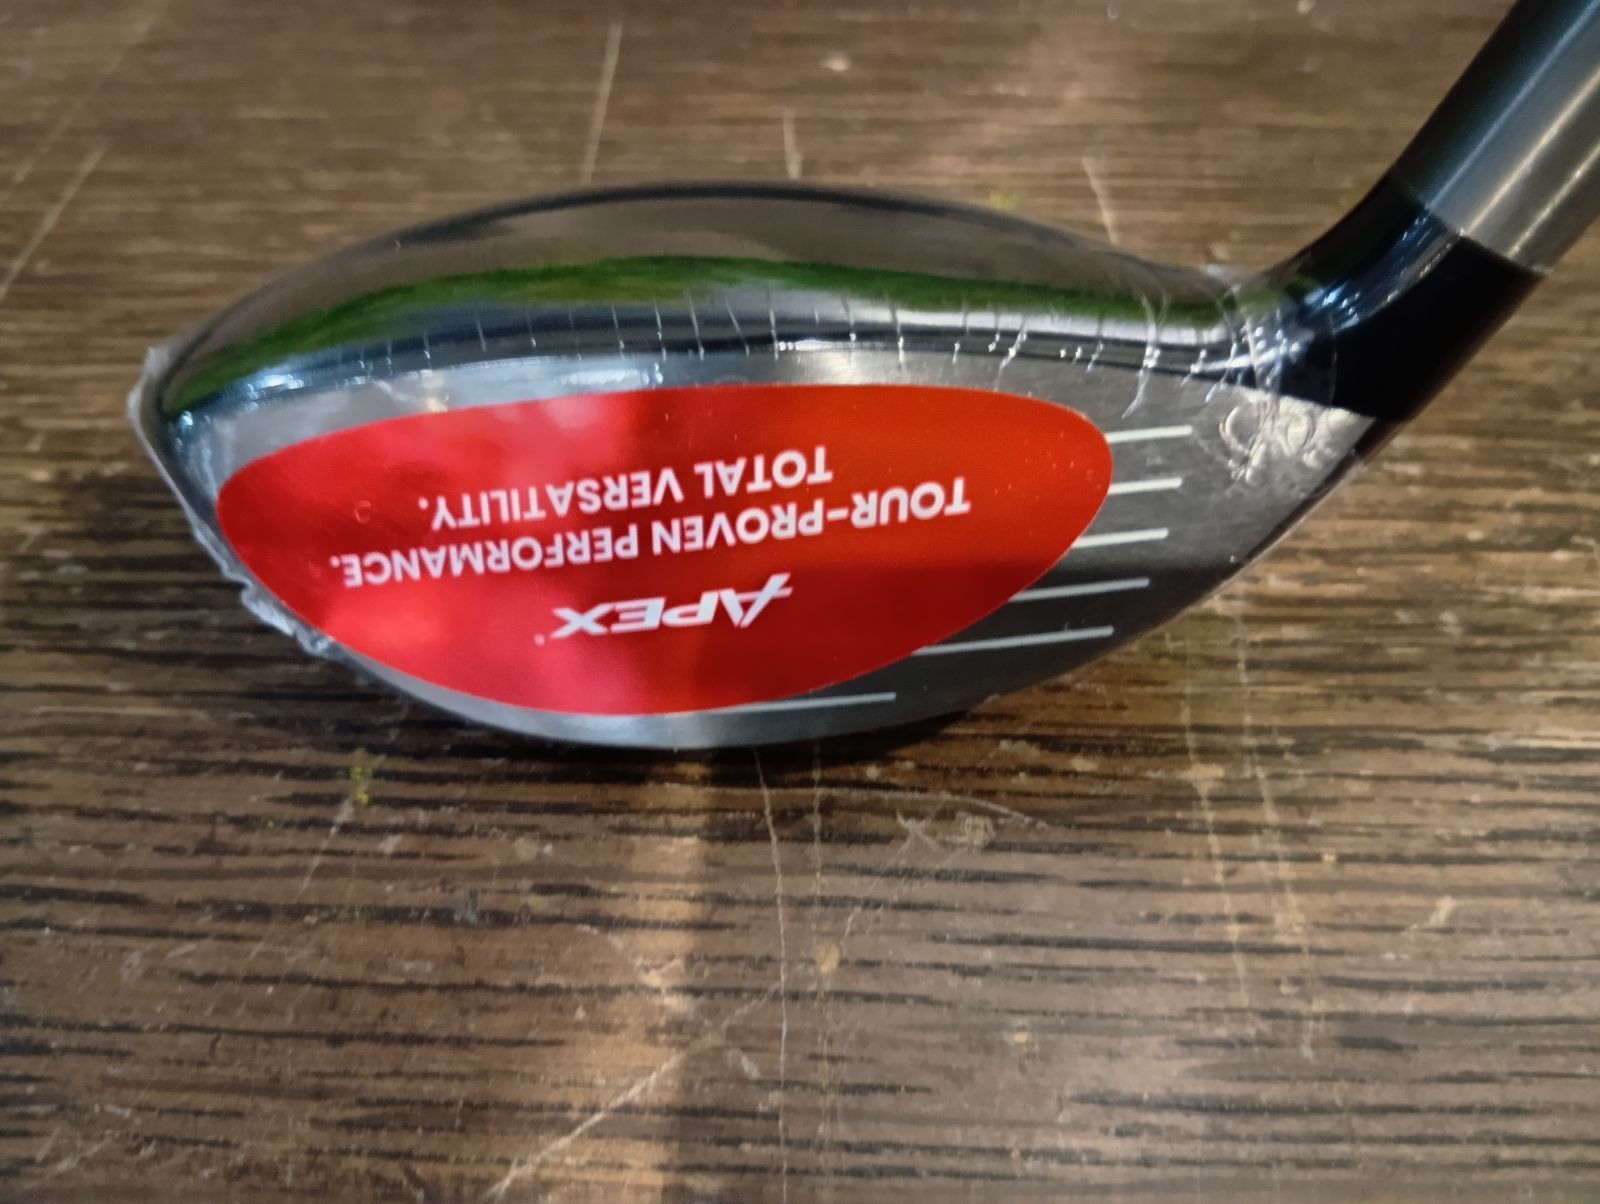 APEX
TOUR-PROVEN PERFORMANCE.
TOTAL VERSATILITY.